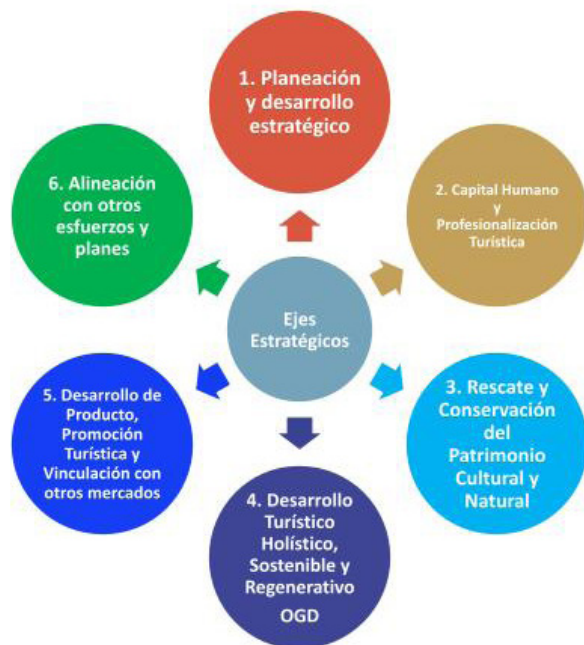 1. Planeación
y desarrollo
estratégico
2. Capital Humano
y
Profesionalización
Turística
3. Rescate y
Conservación
del
Patrimonio
Cultural y
Natural
4. Desarrollo
Turístico
Holístico,
Sostenible y
Regenerativo
OGD
5. Desarrollo de
Producto,
Promoción
Turística y
Vinculación con
otros mercados
6. Alineación
con otros
esfuerzos y
planes
Ejes
Estratégicos